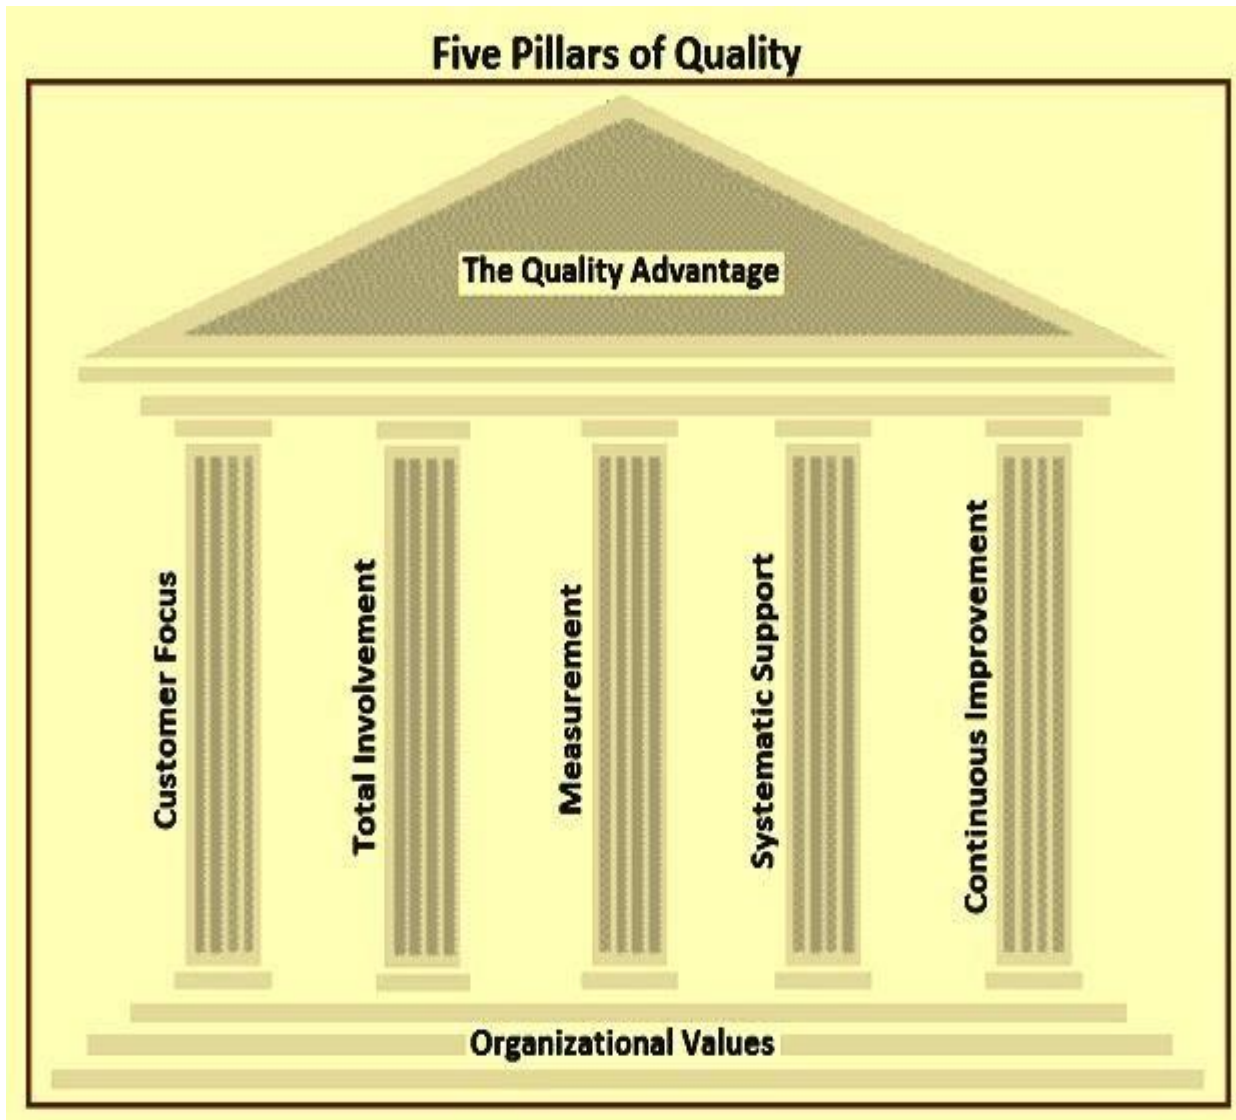 Five Pillars of Quality
The Quality Advantage
Customer Focus
Total Involvement
Measurement
Systematic Support
Continuous Improvement
Organizational Values